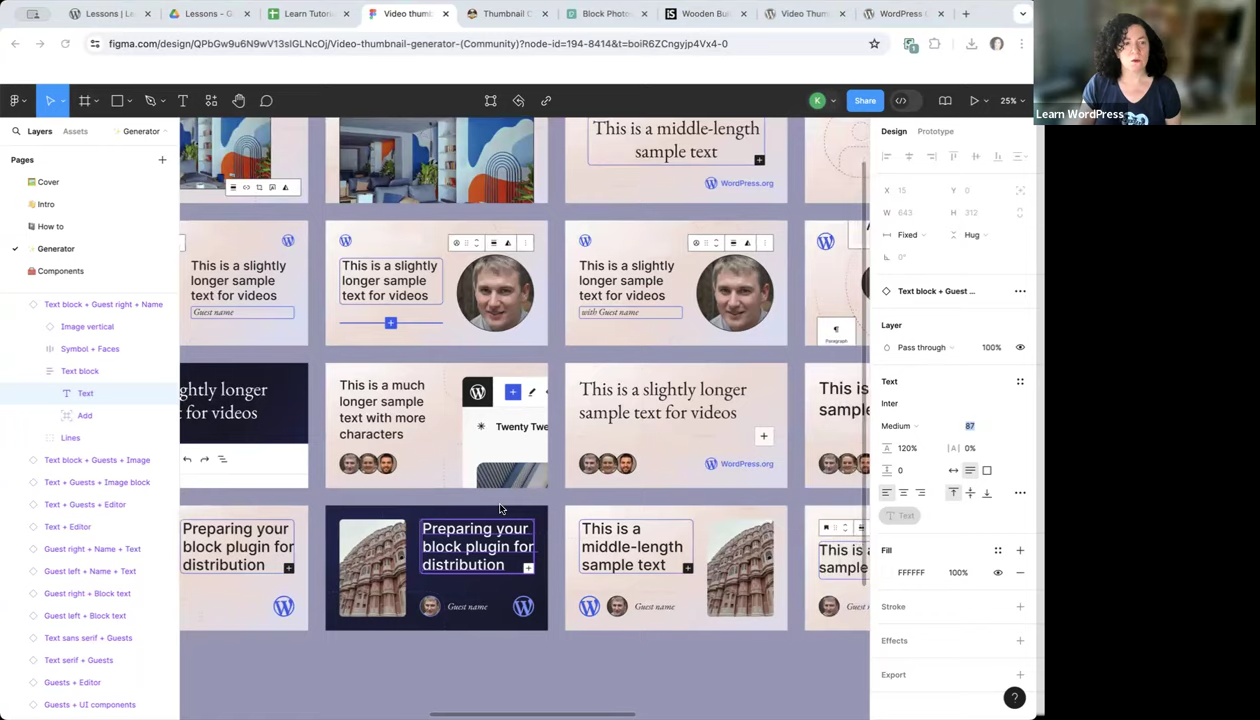 Lessons | L
Lessons - G
Learn Tutori
Video thumb
Thumbnail C
Block Photm
Wooden Bui
Video Thum
WordPress I
figma.com/design/QPbGw6u9N9wV13slGLNcOj/Video-thumbnail-generator-(Community)?node-id=194-8414&t=boiR6ZCngyjp4Vx4-0
K
Share
25%
Learn WordPress
Layers
Assets
Generator
Pages
Cover
Intro
How to
Generator
Components
Text block + Guest right + Name
Image vertical
Symbol + Faces
Text block
Text
Add
Lines
Text block + Guests + Image
Text + Guests + Image block
Text + Guests + Editor
Text + Editor
Guest right + Name + Text
Guest left + Name + Text
Guest right + Block text
Guest left + Block text
Text sans serif + Guests
Text serif + Guests
Guests + Editor
Guests + UI components
This is a middle-length
sample text
WordPress.org
This is a slightly
longer sample
text for videos
Guest name
This is a slightly
longer sample
text for videos
This is a slightly
longer sample
text for videos
with Guest name
Paragraph
ghtly longer
t for videos
This is a much
longer sample
text with more
characters
Twenty Twe
This is a slightly longer
sample text for videos
WordPress.org
This is
sample
Preparing your
block plugin for
distribution
Preparing your
block plugin for
distribution
Guest name
This is a
middle-length
sample text
Guest name
This is a
sample
Guest
Design
Prototype
X 15
Y 0
W 643
H 312
Fixed
Hug
0°
Text block + Guest ...
Layer
Pass through
100%
Text
Inter
Medium
87
120%
|A| 0%
0
Text
Fill
FFFFFF
100%
Stroke
Effects
Export
?